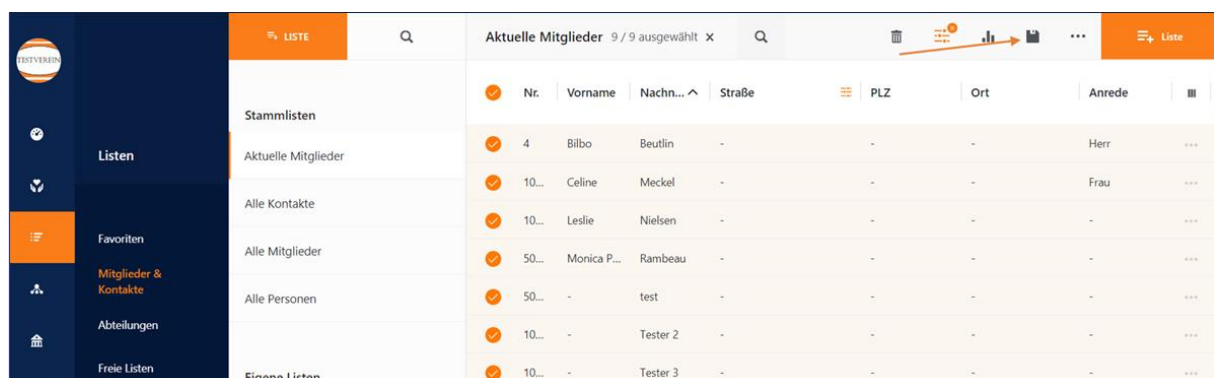 TESTVEREIN
LISTE
Aktuelle Mitglieder 9 / 9 ausgewählt x
Liste
Listen
Favoriten
Mitglieder &
Kontakte
Abteilungen
Freie Listen
Stammlisten
Aktuelle Mitglieder
Alle Kontakte
Alle Mitglieder
Alle Personen
Eigene Listen
Nr. Vorname Nachn... Straße PLZ Ort Anrede
4 Bilbo Beutlin - - - Herr ...
10... Celine Meckel - - - Frau ...
10... Leslie Nielsen - - - - ...
50... Monica P... Rambeau - - - - ...
50... - test - - - - ...
10... - Tester 2 - - - - ...
10... - Tester 3 - - - - ...